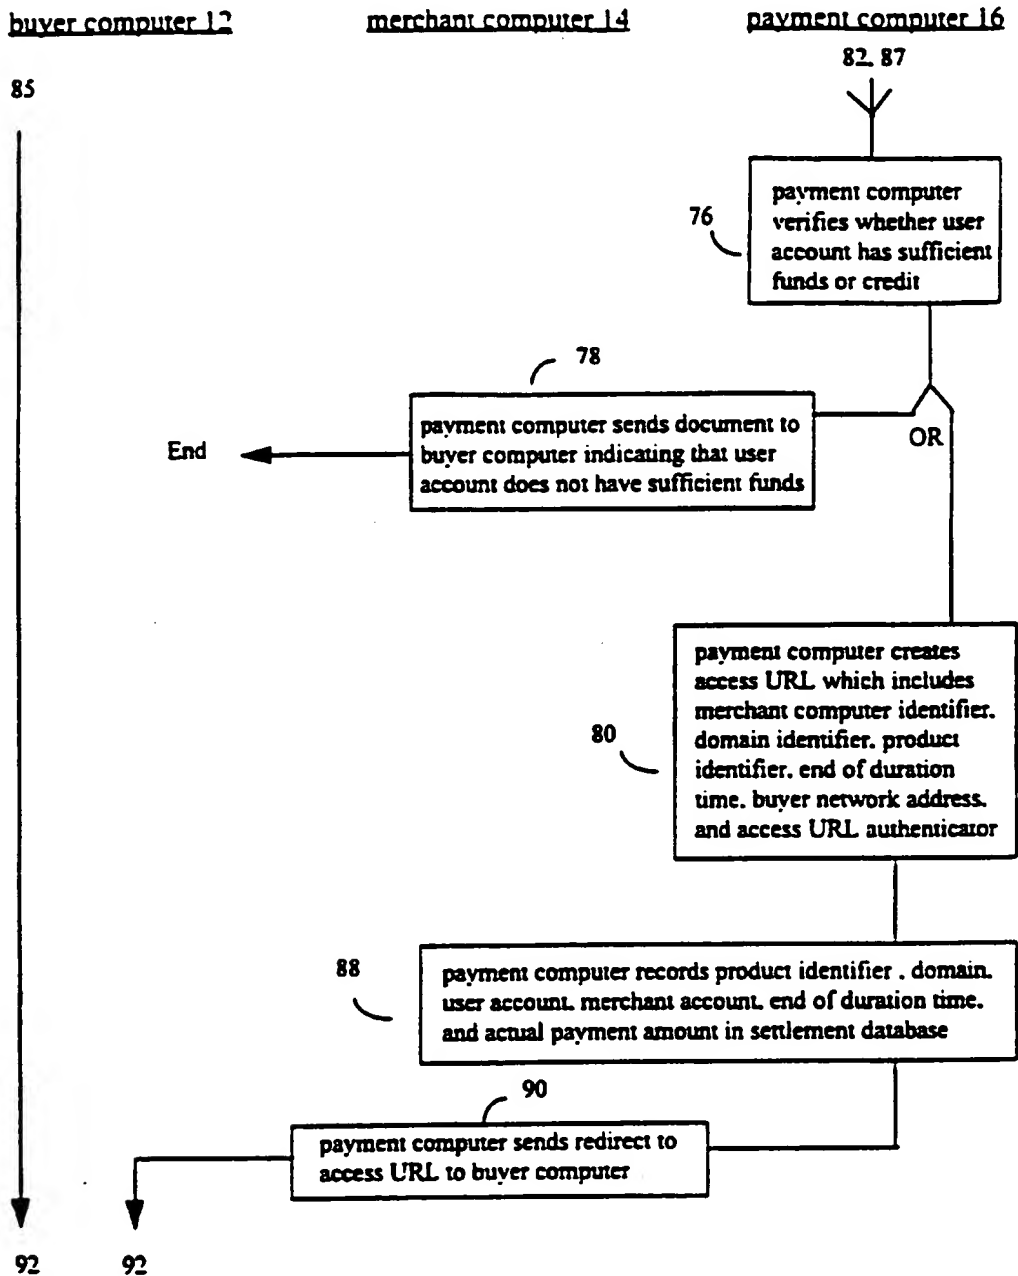 buyer computer 12
merchant computer 14
payment computer 16
82, 87
85
payment computer
verifies whether user
account has sufficient
funds or credit
76
78
payment computer sends document to
buyer computer indicating that user
account does not have sufficient funds
End
OR
payment computer creates
access URL which includes
merchant computer identifier,
domain identifier, product
identifier, end of duration
time, buyer network address,
and access URL authenticator
80
88
payment computer records product identifier , domain,
user account, merchant account, end of duration time,
and actual payment amount in settlement database
90
payment computer sends redirect to
access URL to buyer computer
92
92